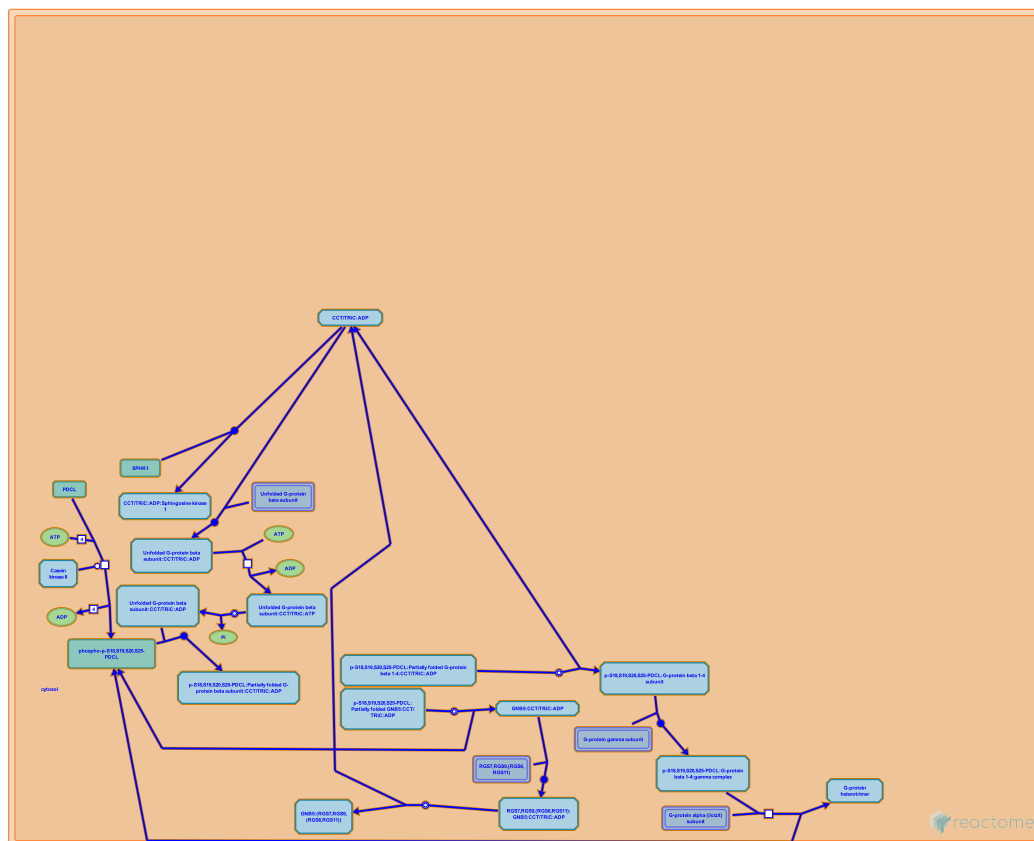 CCT/TRIC:ADP
SPHK1
PDCL
CCT/TRIC:ADP:Sphingosine kinase
1
Unfolded G-protein
beta subunit
ATP
4
Unfolded G-protein beta
subunit:CCT/TRIC:ADP
ATP
Casein
kinase II
ADP
Unfolded G-protein beta
subunit:CCT/TRIC:ADP
Unfolded G-protein beta
subunit:CCT/TRIC:ATP
ADP
4
Pi
phospho-p-S18,S19,S20,S25-
PDCL
p-S18,S19,S20,S25-PDCL:Partially folded G-
protein beta subunit:CCT/TRIC:ADP
cytosol
p-S18,S19,S20,S25-PDCL:Partially folded G-protein
beta 1-4:CCT/TRIC:ADP
p-S18,S19,S20,S25-PDCL:G-protein beta 1-4
subunit
p-S18,S19,S20,S25-PDCL:
Partially folded GNB5:CCT/
TRIC:ADP
GNB5:CCT/TRIC:ADP
G-protein gamma subunit
RGS7,RGS9,(RGS6,
RGS11)
p-S18,S19,S20,S25-PDCL:G-protein
beta 1-4:gamma complex
G-protein
heterotrimer
GNB5:(RGS7,RGS9,
(RGS6,RGS11))
RGS7,RGS9,(RGS6,RGS11):
GNB5:CCT/TRIC:ADP
G-protein alpha (i/o/z/t)
subunit
reactome